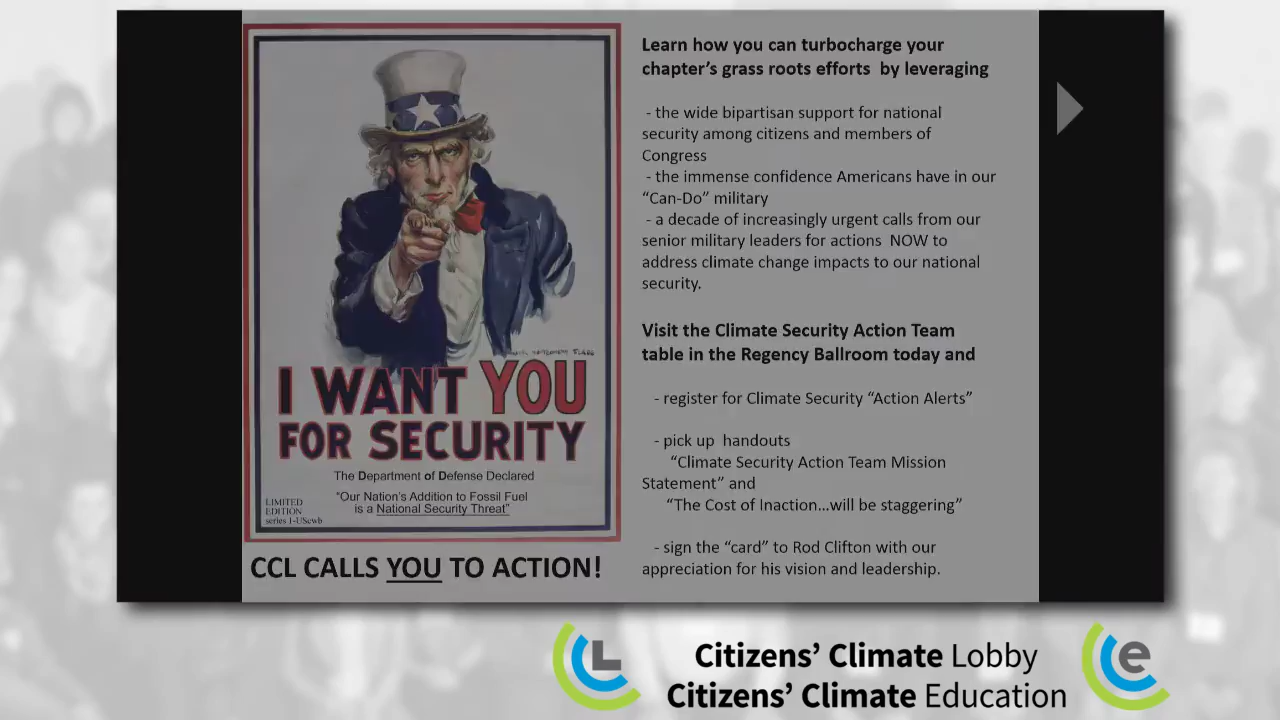 I WANT YOU
FOR SECURITY
The Department of Defense Declared
“Our Nation’s Addition to Fossil Fuel
is a National Security Threat”
LIMITED
EDITION
series 1-UScwb
CCL CALLS YOU TO ACTION!
Learn how you can turbocharge your
chapter’s grass roots efforts by leveraging
- the wide bipartisan support for national
security among citizens and members of
Congress
- the immense confidence Americans have in our
“Can-Do” military
- a decade of increasingly urgent calls from our
senior military leaders for actions NOW to
address climate change impacts to our national
security.
Visit the Climate Security Action Team
table in the Regency Ballroom today and
- register for Climate Security “Action Alerts”
- pick up handouts
“Climate Security Action Team Mission
Statement” and
“The Cost of Inaction…will be staggering”
- sign the “card” to Rod Clifton with our
appreciation for his vision and leadership.
L
Citizens’ Climate Lobby
Citizens’ Climate Education
e